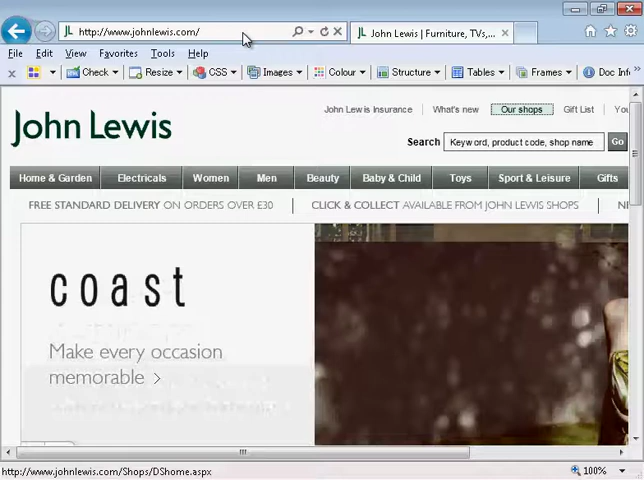 http://www.johnlewis.com/
John Lewis | Furniture, TVs,...
File Edit View Favorites Tools Help
x Check Resize CSS Images Colour Structure Tables Frames Doc Info »
John Lewis Insurance What's new Our shops Gift List You
John Lewis
Search Keyword, product code, shop name Go
Home & Garden Electricals Women Men Beauty Baby & Child Toys Sport & Leisure Gifts
FREE STANDARD DELIVERY ON ORDERS OVER £30 CLICK & COLLECT AVAILABLE FROM JOHN LEWIS SHOPS
coast
Make every occasion
memorable >
http://www.johnlewis.com/Shops/DShome.aspx
100%